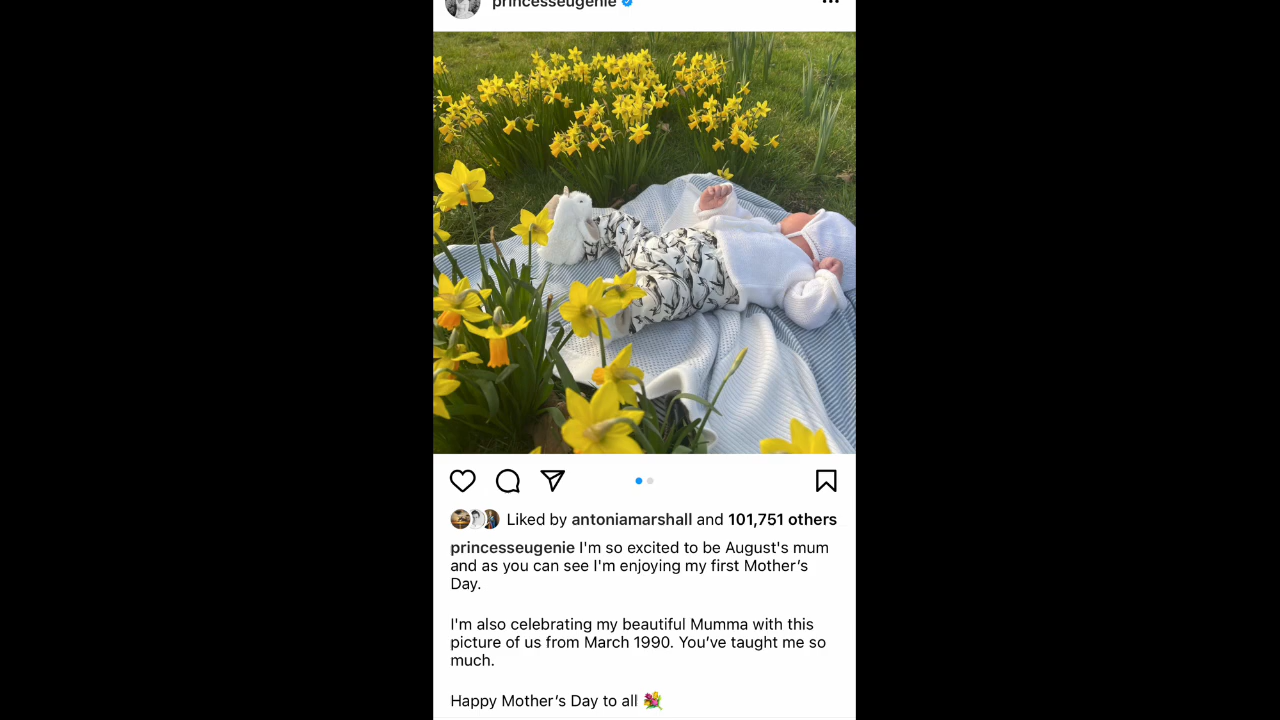 princesseugenie
Liked by antoniamarshall and 101,751 others
princesseugenie I'm so excited to be August's mum
and as you can see I'm enjoying my first Mother’s
Day.
I'm also celebrating my beautiful Mumma with this
picture of us from March 1990. You’ve taught me so
much.
Happy Mother’s Day to all 💐